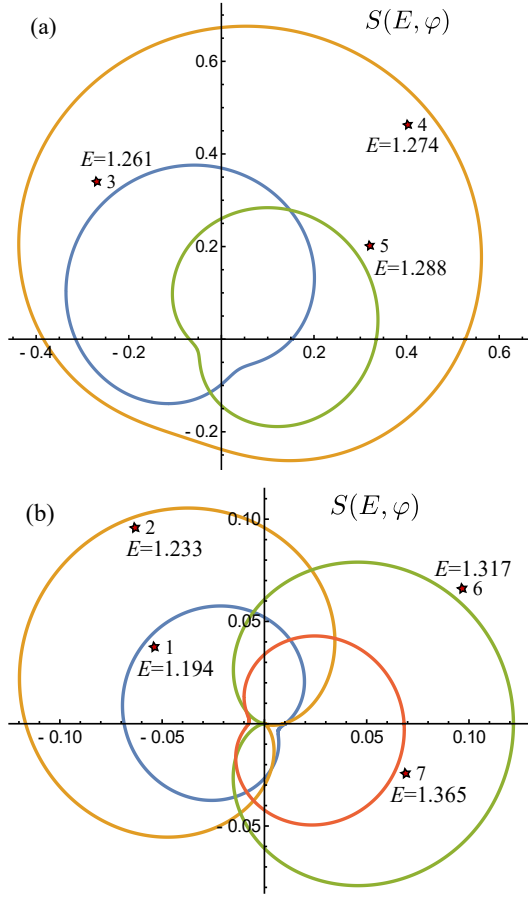 (a)
S(E, φ)
0.6
4
E=1.274
0.4
E=1.261
3
0.2
5
E=1.288
- 0.4
- 0.2
0.2
0.4
0.6
- 0.2
(b)
S(E, φ)
0.10
2
E=1.233
E=1.317
6
0.05
1
E=1.194
- 0.10
- 0.05
0.05
0.10
7
E=1.365
- 0.05